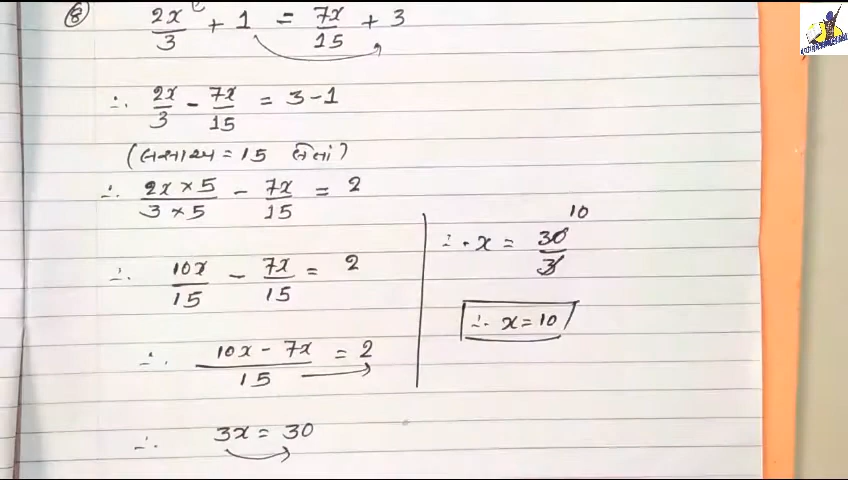 ⑧ 2x/3 + 1 = 7x/15 + 3
∴ 2x/3 - 7x/15 = 3 - 1
(લસાઅ = 15 લેતાં)
∴ 2x × 5/3 × 5 - 7x/15 = 2
∴ 10x/15 - 7x/15 = 2
∴ 10x - 7x/15 = 2
∴ 3x = 30
10
∴ x = 30/3
∴ x = 10